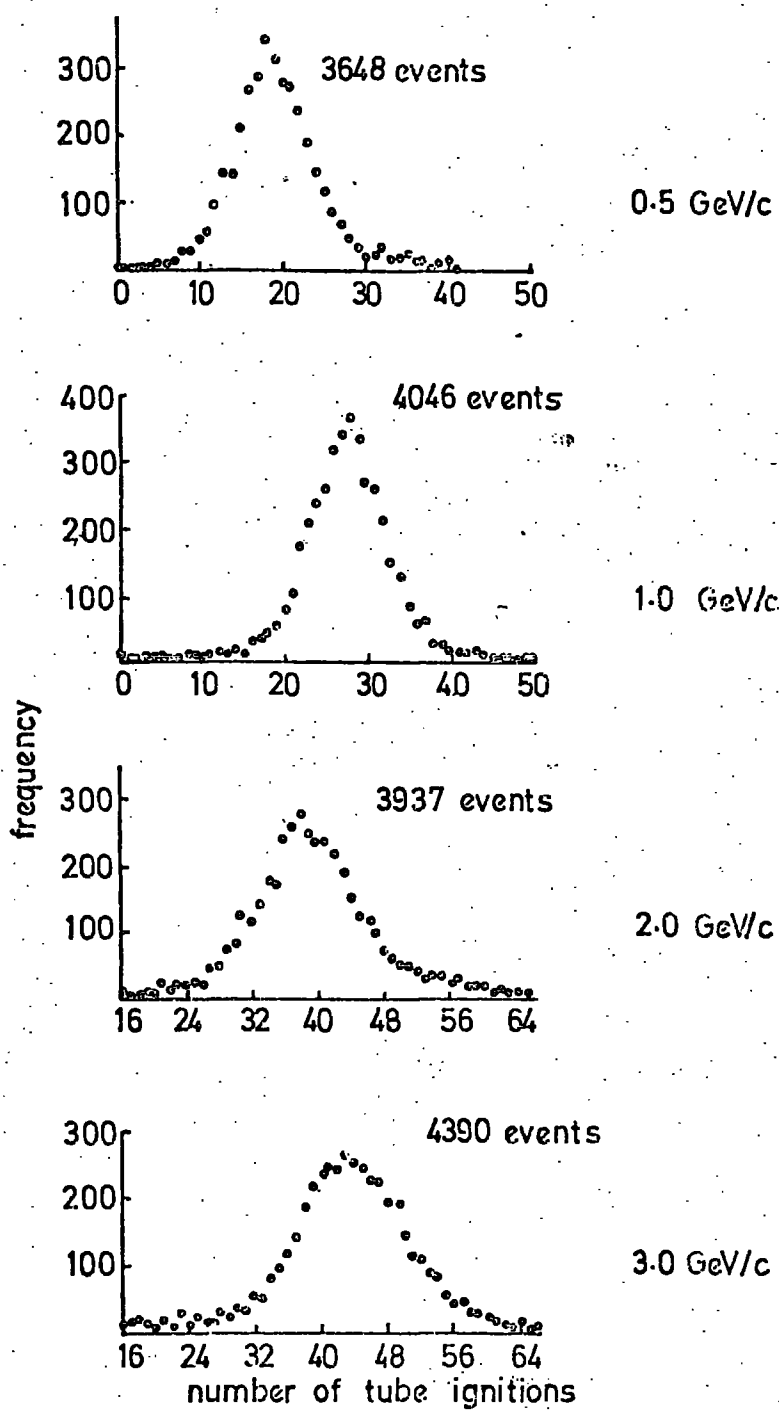 300
3648 events
200
100
0.5 GeV/c
0 10 20 30 40 50
400
4046 events
300
200
100
1.0 GeV/c
0 10 20 30 40 50
frequency
300
3937 events
200
100
2.0 GeV/c
16 24 32 40 48 56 64
300
4390 events
200
100
3.0 GeV/c
16 24 32 40 48 56 64
number of tube ignitions